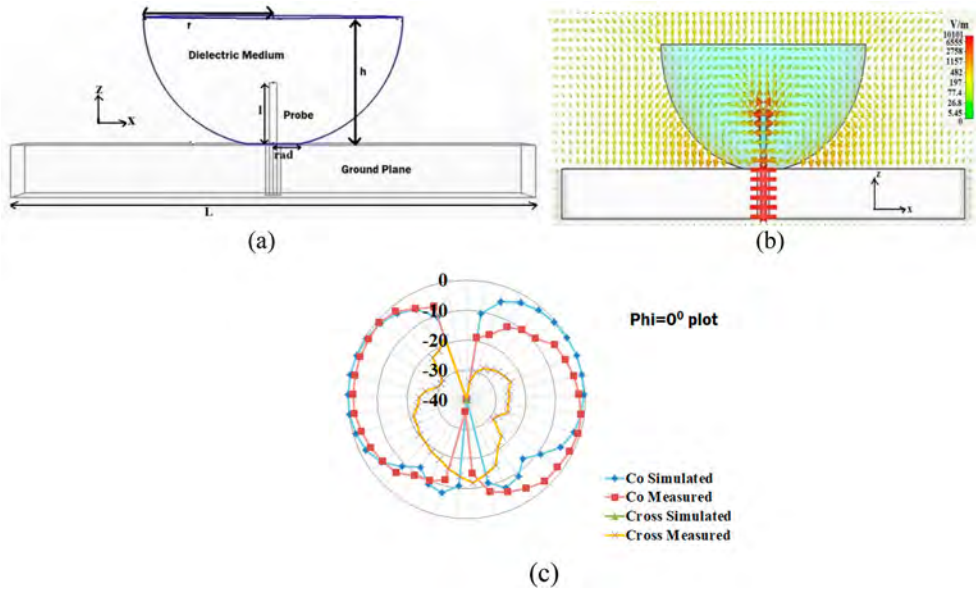 r
Dielectric Medium
h
Z
X
l
Probe
rad
Ground Plane
L
(a)
V/m
10101
6555
2758
1157
482
197
77.4
26.8
5.45
0
z
x
(b)
0
-10
-20
-30
-40
Phi=0⁰ plot
Co Simulated
Co Measured
Cross Simulated
Cross Measured
(c)